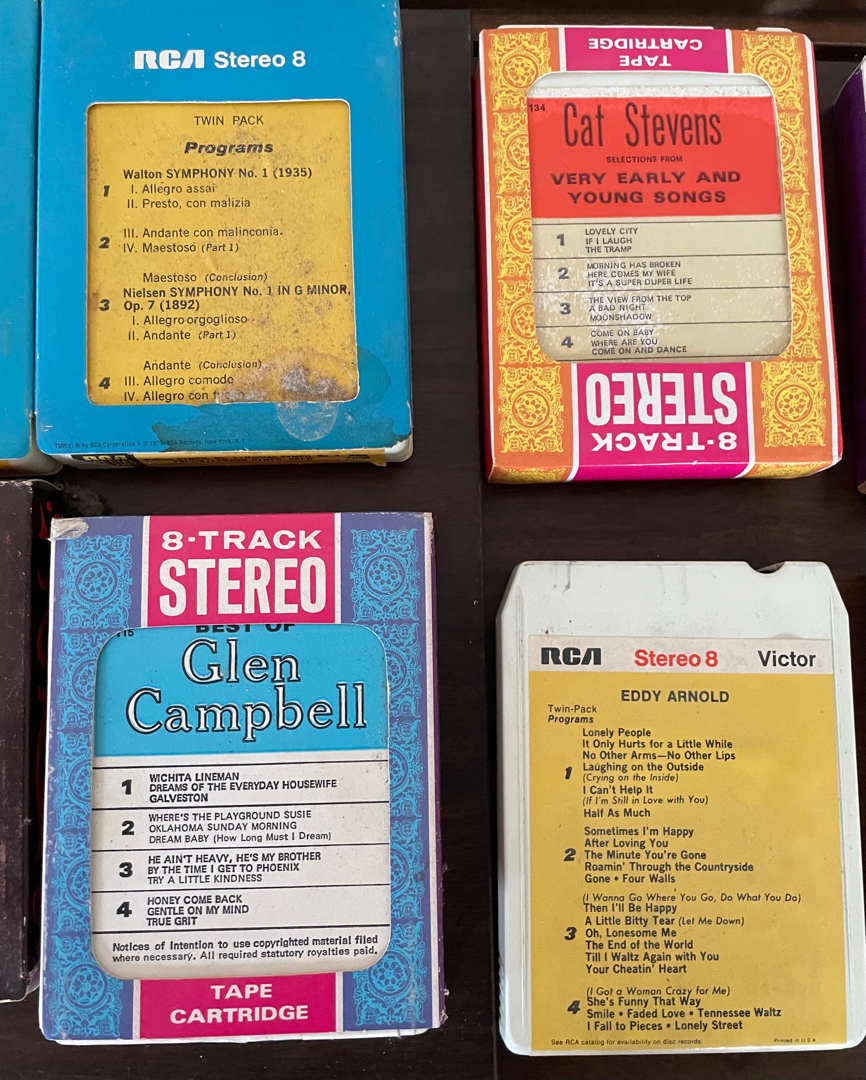 RCA Stereo 8
TWIN PACK
Programs
Walton SYMPHONY No. 1 (1935)
1 I. Allegro assai
II. Presto, con malizia
III. Andante con malinconia
2 IV. Maestoso (Part 1)
Maestoso (Conclusion)
3 Nielsen SYMPHONY No. 1 IN G MINOR,
Op. 7 (1892)
I. Allegro orgoglioso
II. Andante (Part 1)
Andante (Conclusion)
4 III. Allegro comodo
IV. Allegro con
TAPE
CARTRIDGE
134
Cat Stevens
SELECTIONS FROM
VERY EARLY AND
YOUNG SONGS
1 LOVELY CITY
IF I LAUGH
THE TRAMP
2 MORNING HAS BROKEN
HERE COMES MY WIFE
IT'S A SUPER DUPER LIFE
3 THE VIEW FROM THE TOP
A BAD NIGHT
MOONSHADOW
4 COME ON BABY
WHERE ARE YOU
COME ON AND DANCE
8-TRACK
STEREO
8-TRACK
STEREO
115
BEST OF
Glen
Campbell
1 WICHITA LINEMAN
DREAMS OF THE EVERYDAY HOUSEWIFE
GALVESTON
2 WHERE'S THE PLAYGROUND SUSIE
OKLAHOMA SUNDAY MORNING
DREAM BABY (How Long Must I Dream)
3 HE AIN'T HEAVY, HE'S MY BROTHER
BY THE TIME I GET TO PHOENIX
TRY A LITTLE KINDNESS
4 HONEY COME BACK
GENTLE ON MY MIND
TRUE GRIT
Notices of Intention to use copyrighted material filed
where necessary. All required statutory royalties paid.
TAPE
CARTRIDGE
RCA Stereo 8 Victor
EDDY ARNOLD
Twin-Pack
Programs
Lonely People
It Only Hurts for a Little While
No Other Arms—No Other Lips
1 Laughing on the Outside
(Crying on the Inside)
I Can't Help It
(If I'm Still in Love with You)
Half As Much
Sometimes I'm Happy
After Loving You
2 The Minute You're Gone
Roamin' Through the Countryside
Gone • Four Walls
(I Wanna Go Where You Go, Do What You Do)
Then I'll Be Happy
A Little Bitty Tear (Let Me Down)
3 Oh, Lonesome Me
The End of the World
Till I Waltz Again with You
Your Cheatin' Heart
(I Got a Woman Crazy for Me)
4 She's Funny That Way
Smile • Faded Love • Tennessee Waltz
I Fall to Pieces • Lonely Street
See RCA catalog for availability on disc records.
Printed in U S A